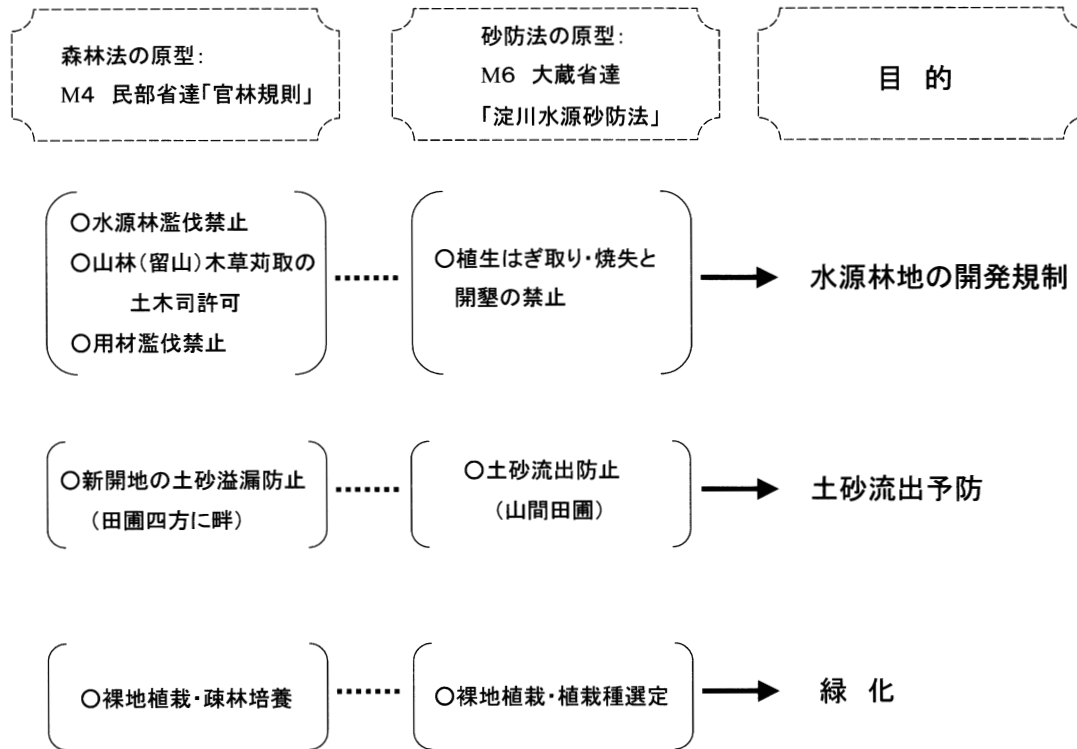 森林法の原型:
M4 民部省達「官林規則」
砂防法の原型:
M6 大蔵省達
「淀川水源砂防法」
目 的
○水源林濫伐禁止
○山林(留山)木草苅取の
土木司許可
○用材濫伐禁止
○植生はぎ取り・焼失と
開墾の禁止
水源林地の開発規制
○新開地の土砂溢漏防止
(田圃四方に畔)
○土砂流出防止
(山間田圃)
土砂流出予防
○裸地植栽・疎林培養
○裸地植栽・植栽種選定
緑 化